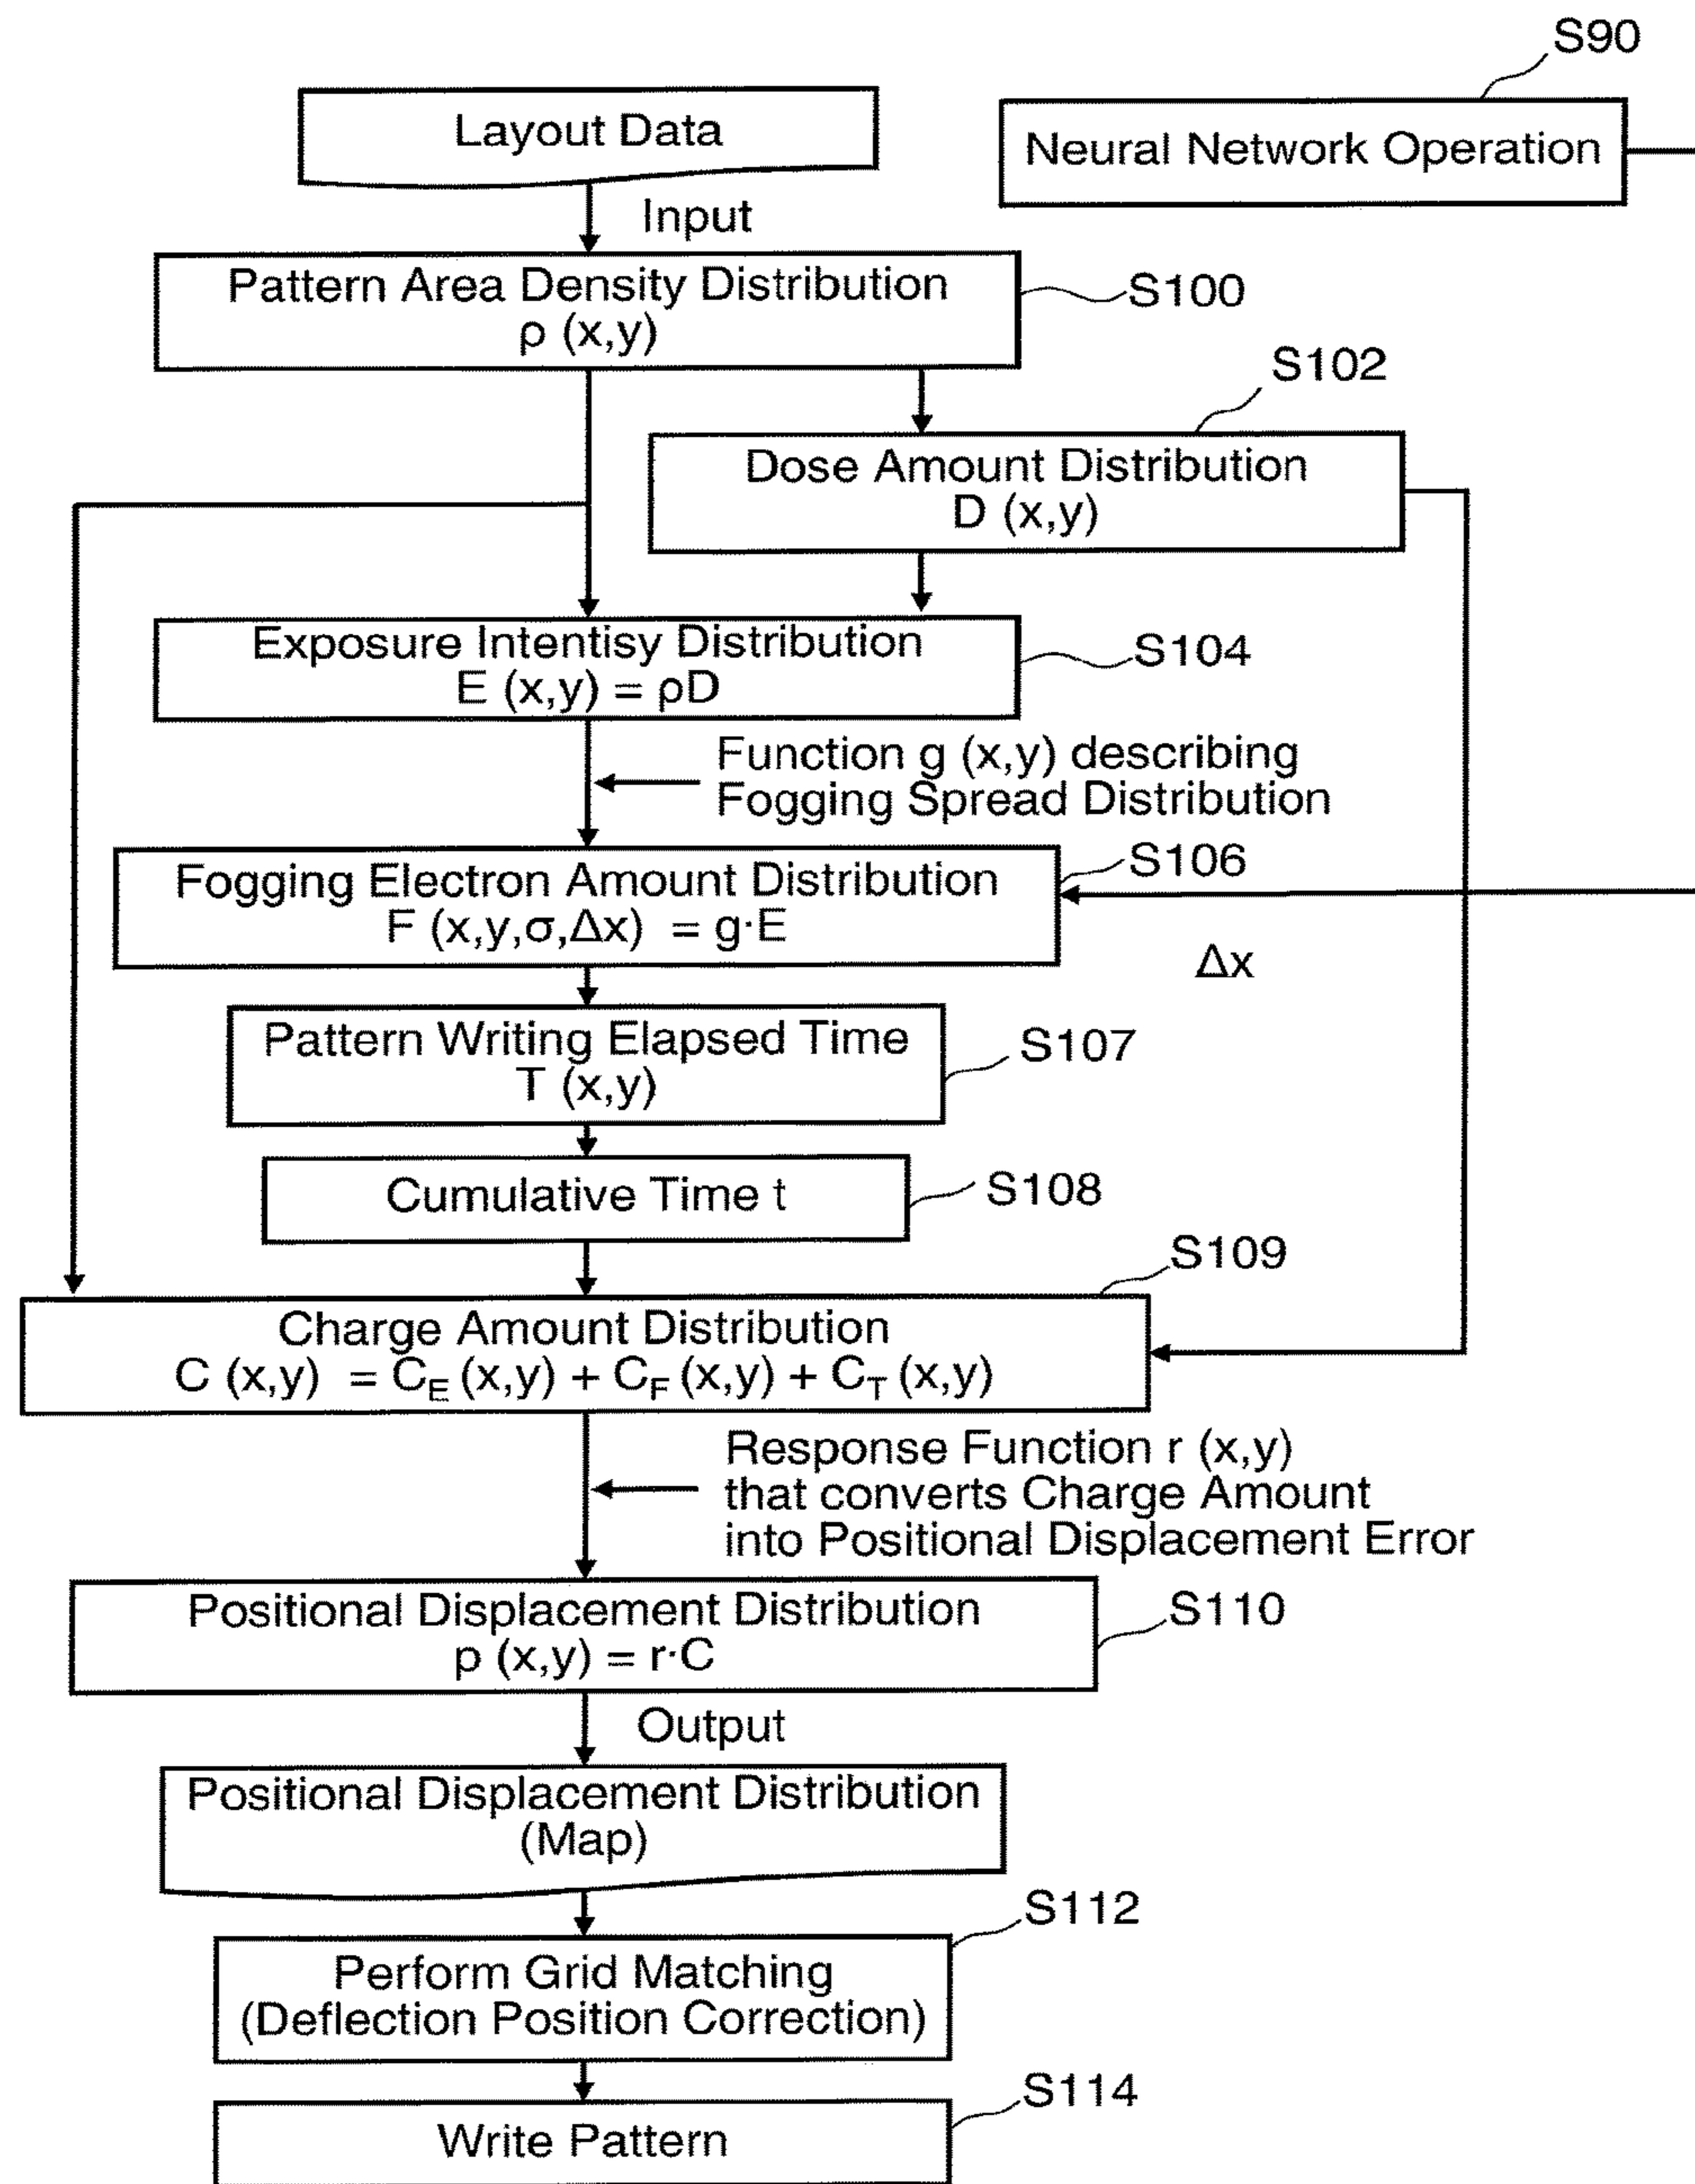 S90
Layout Data
Neural Network Operation
Input
Pattern Area Density Distribution
ρ (x,y)
S100
S102
Dose Amount Distribution
D (x,y)
Exposure Intentisy Distribution
E (x,y) = ρD
S104
Function g (x,y) describing
Fogging Spread Distribution
S106
Fogging Electron Amount Distribution
F (x,y,σ,Δx) = g·E
Δx
Pattern Writing Elapsed Time
T (x,y)
S107
Cumulative Time t
S108
S109
Charge Amount Distribution
C (x,y) = C_E (x,y) + C_F (x,y) + C_T (x,y)
Response Function r (x,y)
that converts Charge Amount
into Positional Displacement Error
Positional Displacement Distribution
p (x,y) = r·C
S110
Output
Positional Displacement Distribution
(Map)
S112
Perform Grid Matching
(Deflection Position Correction)
S114
Write Pattern